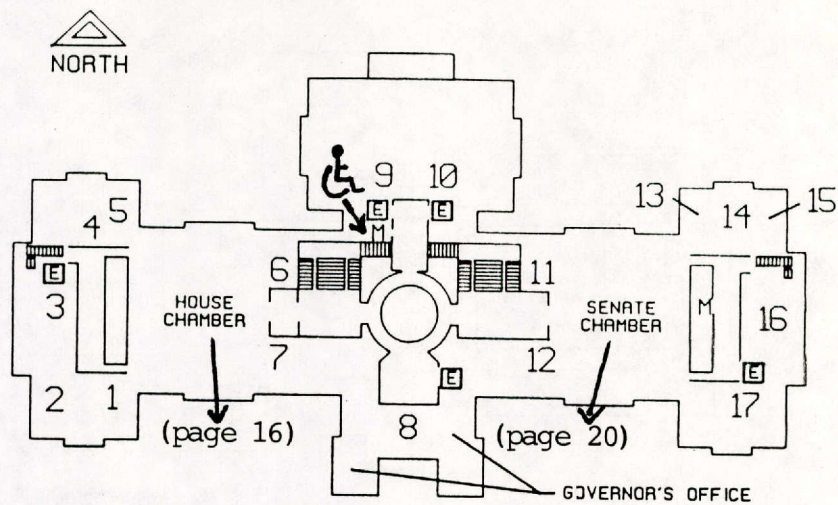 NORTH
9 10
E E
M
13 14 15
4 5
6 11
E
3
HOUSE
CHAMBER
SENATE
CHAMBER
M
16
7 12
E E
2 1
17
(page 16) 8 (page 20)
GOVERNOR'S OFFICE